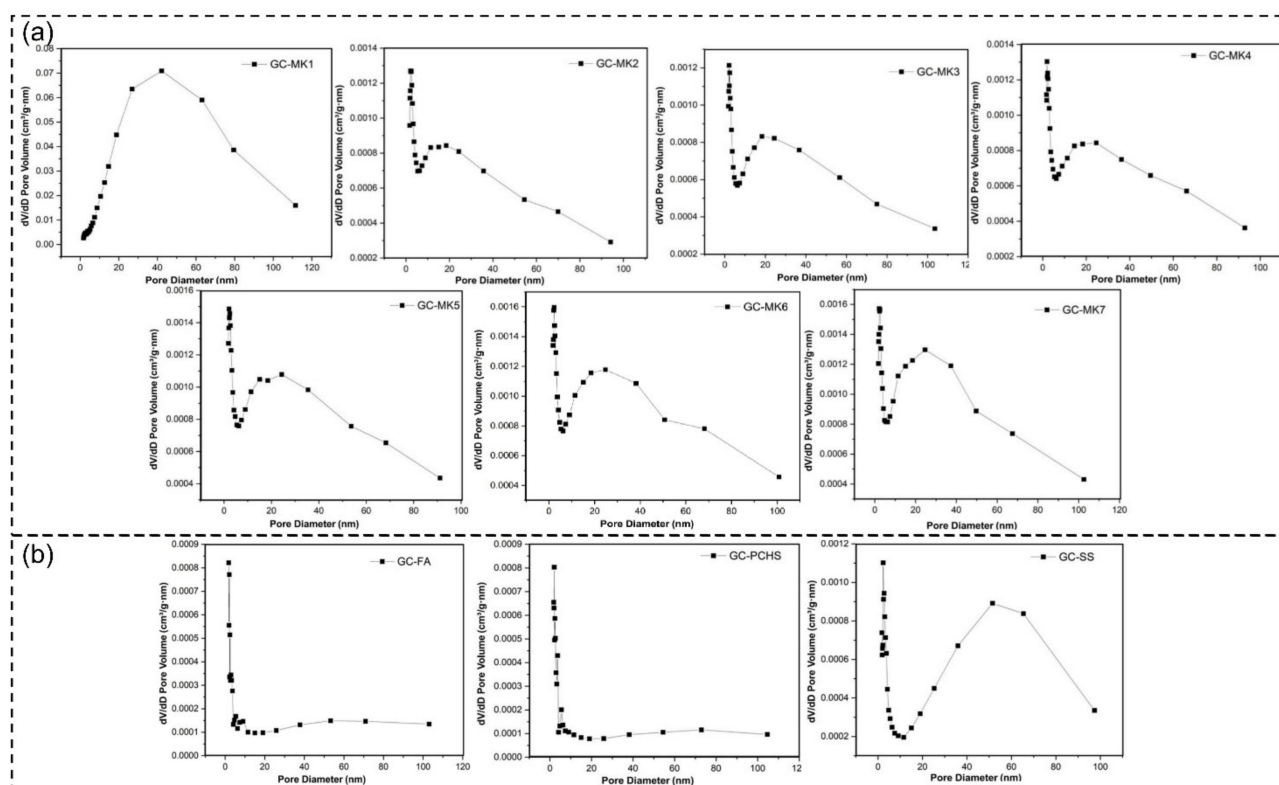 (a)
GC-MK1
dV/dD Pore Volume (cm³/g·nm)
0.08
0.07
0.06
0.05
0.04
0.03
0.02
0.01
0.00
0 20 40 60 80 100 120
Pore Diameter (nm)
GC-MK2
dV/dD Pore Volume (cm³/g·nm)
0.0014
0.0012
0.0010
0.0008
0.0006
0.0004
0.0002
0 20 40 60 80 100
Pore Diameter (nm)
GC-MK3
dV/dD Pore Volume (cm³/g·nm)
0.0012
0.0010
0.0008
0.0006
0.0004
0.0002
0 20 40 60 80 100 12
Pore Diameter (nm)
GC-MK4
dV/dD Pore Volume (cm³/g·nm)
0.0014
0.0012
0.0010
0.0008
0.0006
0.0004
0.0002
0 20 40 60 80 100
Pore Diameter (nm)
GC-MK5
dV/dD Pore Volume (cm³/g·nm)
0.0016
0.0014
0.0012
0.0010
0.0008
0.0006
0.0004
0 20 40 60 80 100
Pore Diameter (nm)
GC-MK6
dV/dD Pore Volume (cm³/g·nm)
0.0016
0.0014
0.0012
0.0010
0.0008
0.0006
0.0004
0 20 40 60 80 100
Pore Diameter (nm)
GC-MK7
dV/dD Pore Volume (cm³/g·nm)
0.0016
0.0014
0.0012
0.0010
0.0008
0.0006
0.0004
0 20 40 60 80 100 120
Pore Diameter (nm)
(b)
GC-FA
dV/dD Pore Volume (cm³/g·nm)
0.0009
0.0008
0.0007
0.0006
0.0005
0.0004
0.0003
0.0002
0.0001
0.0000
0 20 40 60 80 100 12
Pore Diameter (nm)
GC-PCHS
dV/dD Pore Volume (cm³/g·nm)
0.0009
0.0008
0.0007
0.0006
0.0005
0.0004
0.0003
0.0002
0.0001
0.0000
0 20 40 60 80 100 12
Pore Diameter (nm)
GC-SS
dV/dD Pore Volume (cm³/g·nm)
0.0012
0.0010
0.0008
0.0006
0.0004
0.0002
0 20 40 60 80 100
Pore Diameter (nm)